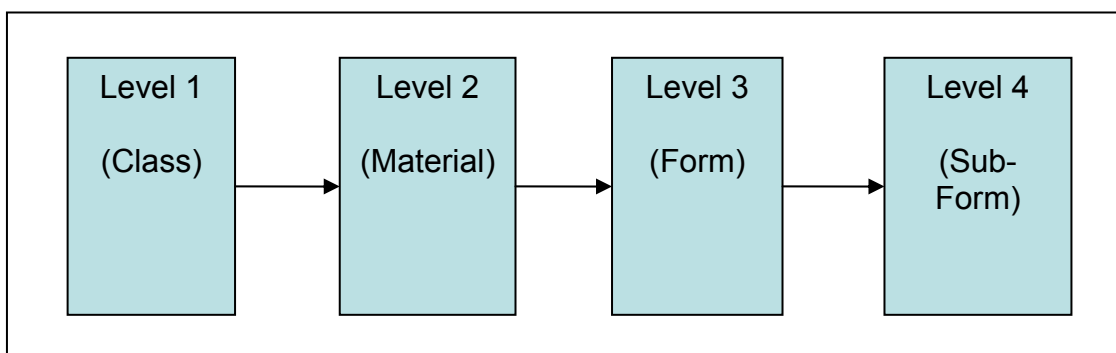 Level 1
(Class)
Level 2
(Material)
Level 3
(Form)
Level 4
(Sub-
Form)